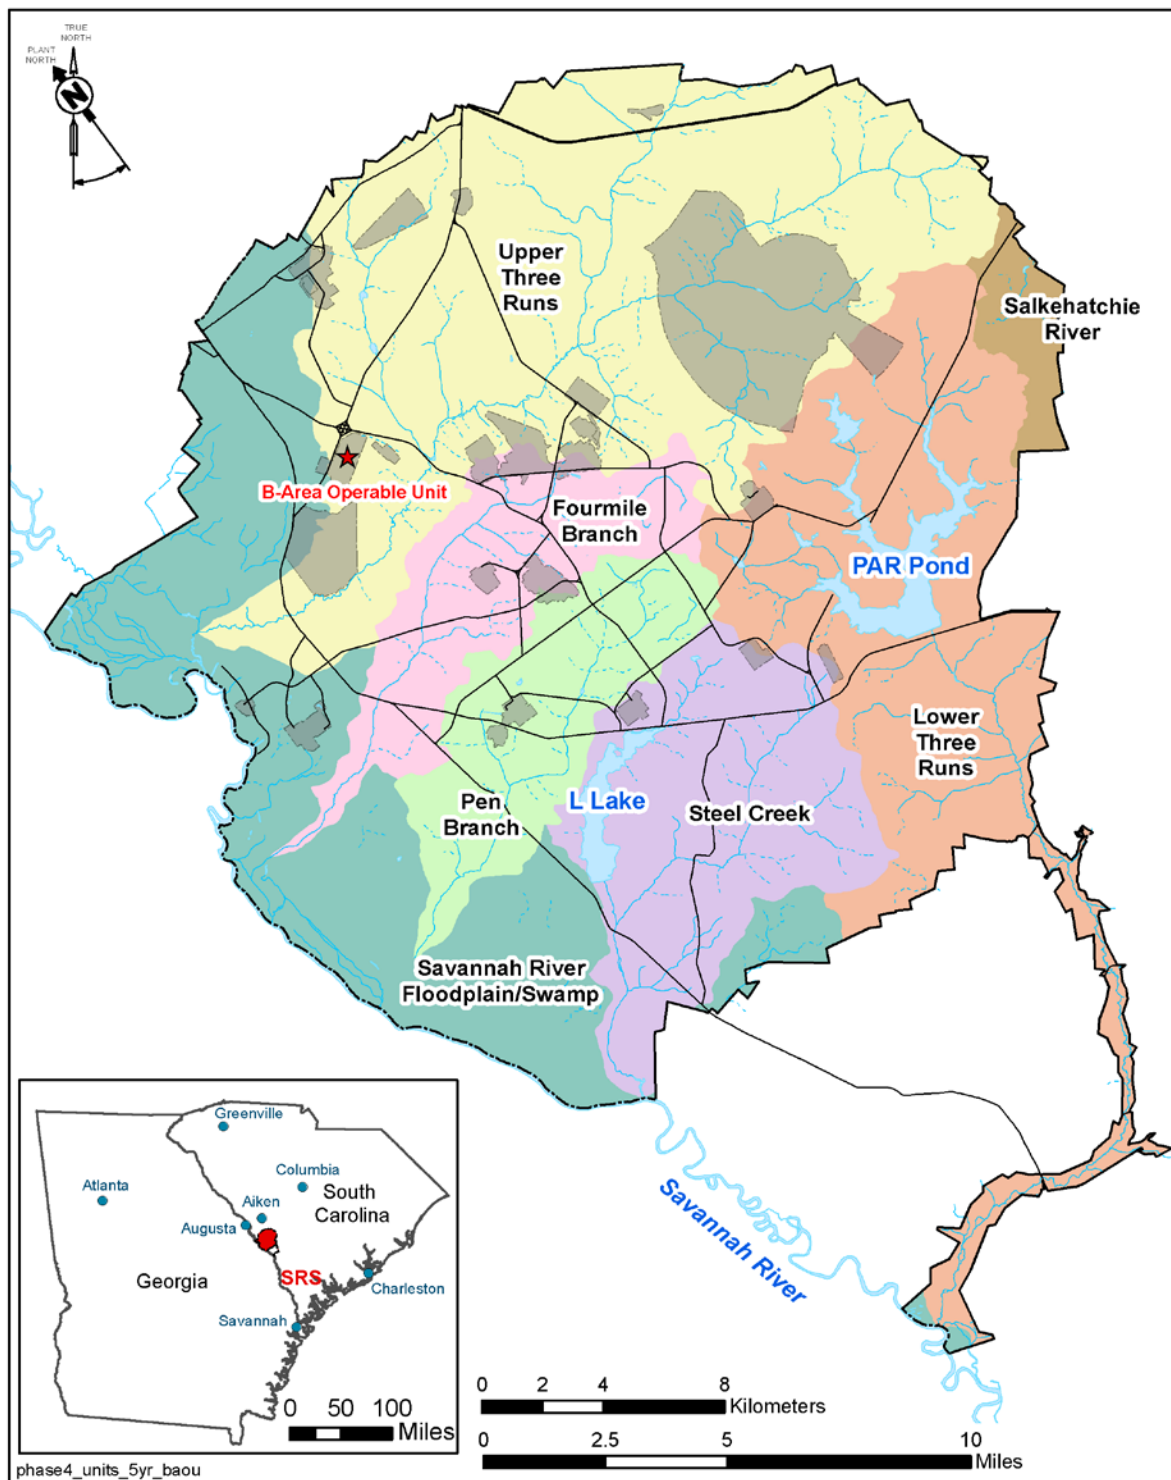 TRUE
NORTH
PLANT
NORTH
N
Upper
Three
Runs
Salkehatchie
River
B-Area Operable Unit
Fourmile
Branch
PAR Pond
Lower
Three
Runs
Pen
Branch
L Lake
Steel Creek
Savannah River
Floodplain/Swamp
Savannah River
Greenville
Columbia
Atlanta
Aiken
South
Carolina
Augusta
Georgia
SRS
Charleston
Savannah
0 50 100
Miles
0 2 4 8
Kilometers
0 2.5 5 10
Miles
phase4_units_5yr_baou